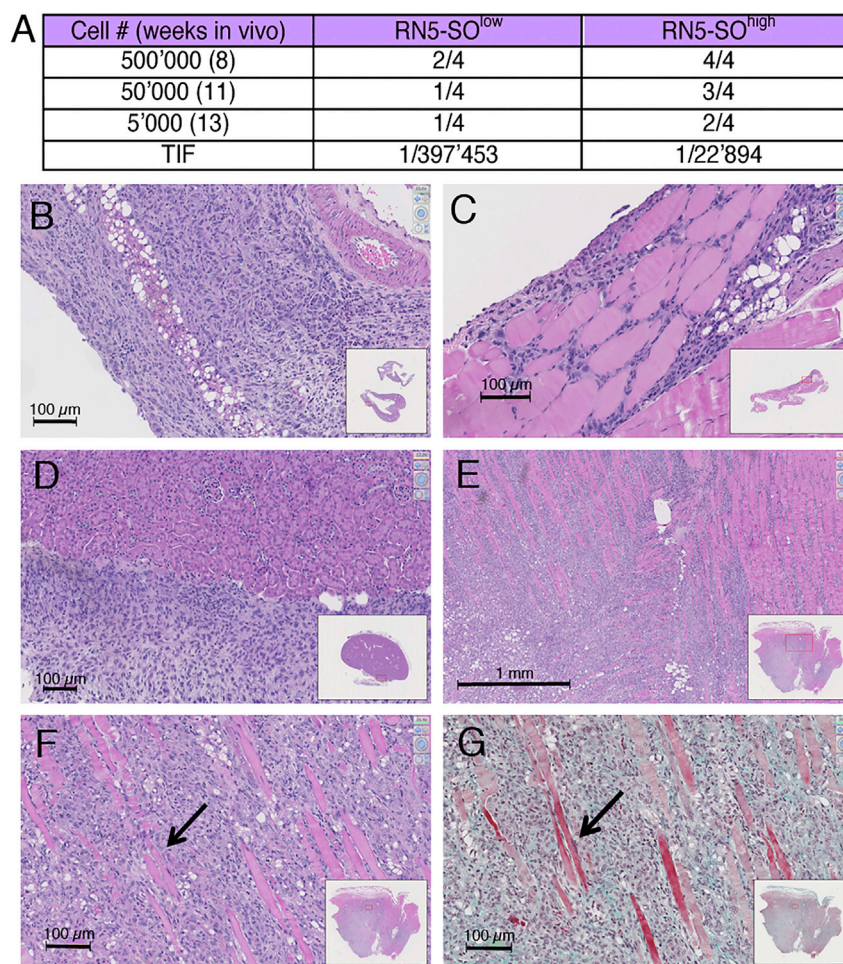 A
Cell # (weeks in vivo) RN5-SO^low RN5-SO^high
500'000 (8) 2/4 4/4
50'000 (11) 1/4 3/4
5'000 (13) 1/4 2/4
TIF 1/397'453 1/22'894
B
100 µm
C
100 µm
D
100 µm
E
1 mm
F
100 µm
G
100 µm